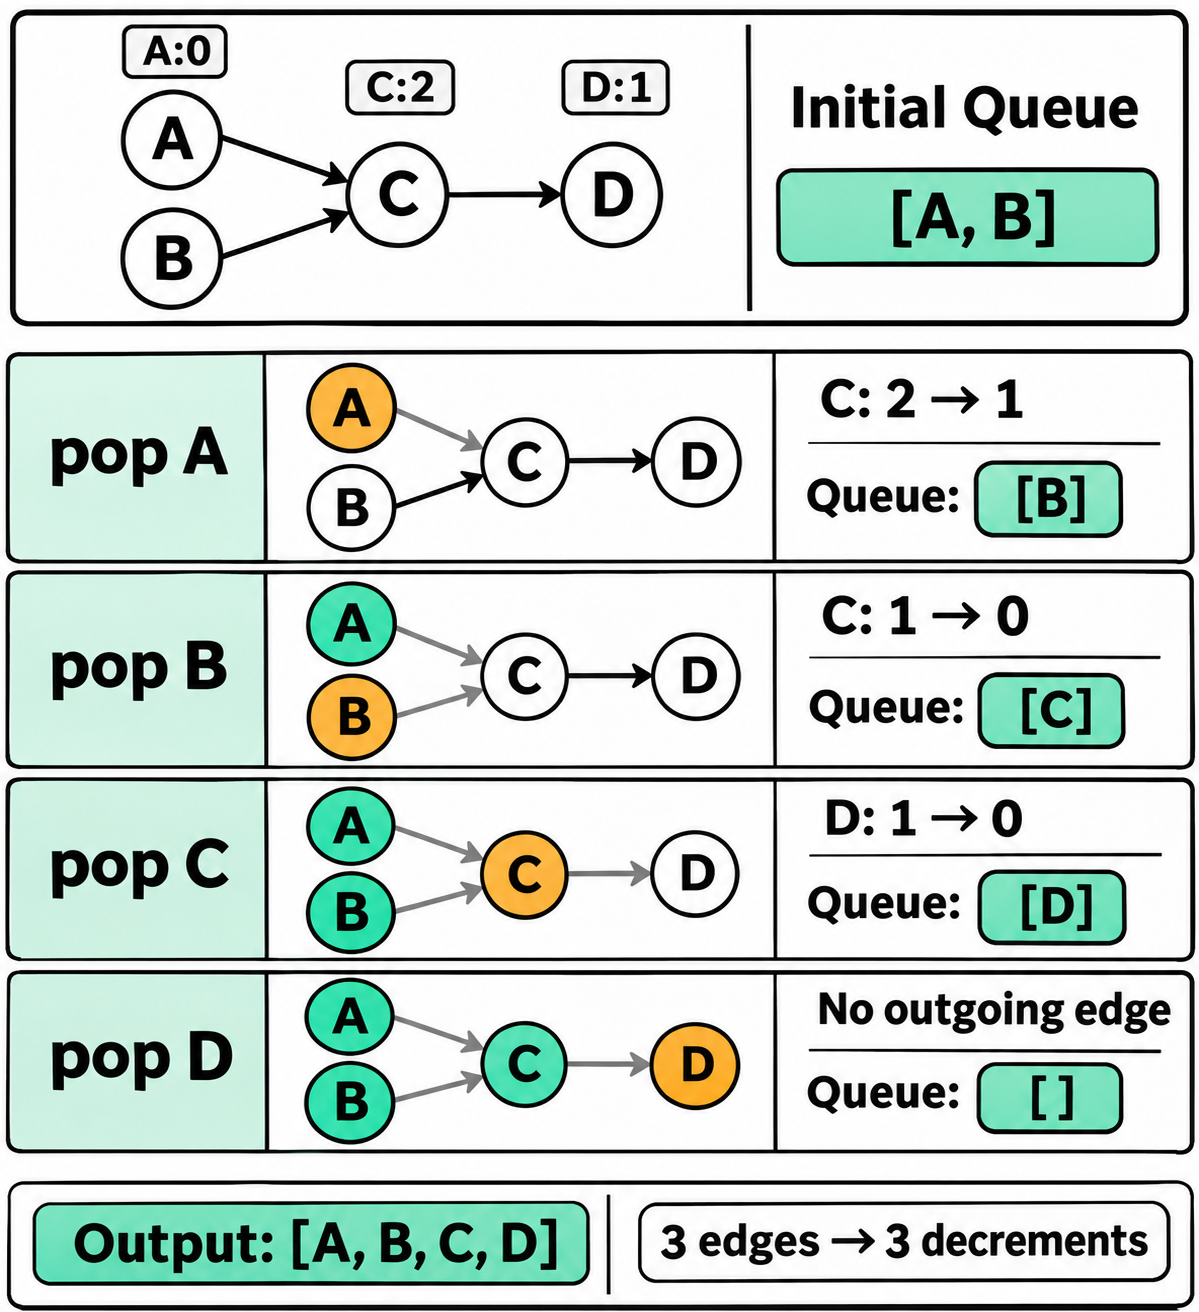 A:0
C:2
D:1
A
B
C
D
Initial Queue
[A, B]
pop A
A
B
C
D
C: 2 → 1
Queue: [B]
pop B
A
B
C
D
C: 1 → 0
Queue: [C]
pop C
A
B
C
D
D: 1 → 0
Queue: [D]
pop D
A
B
C
D
No outgoing edge
Queue: [ ]
Output: [A, B, C, D]
3 edges → 3 decrements